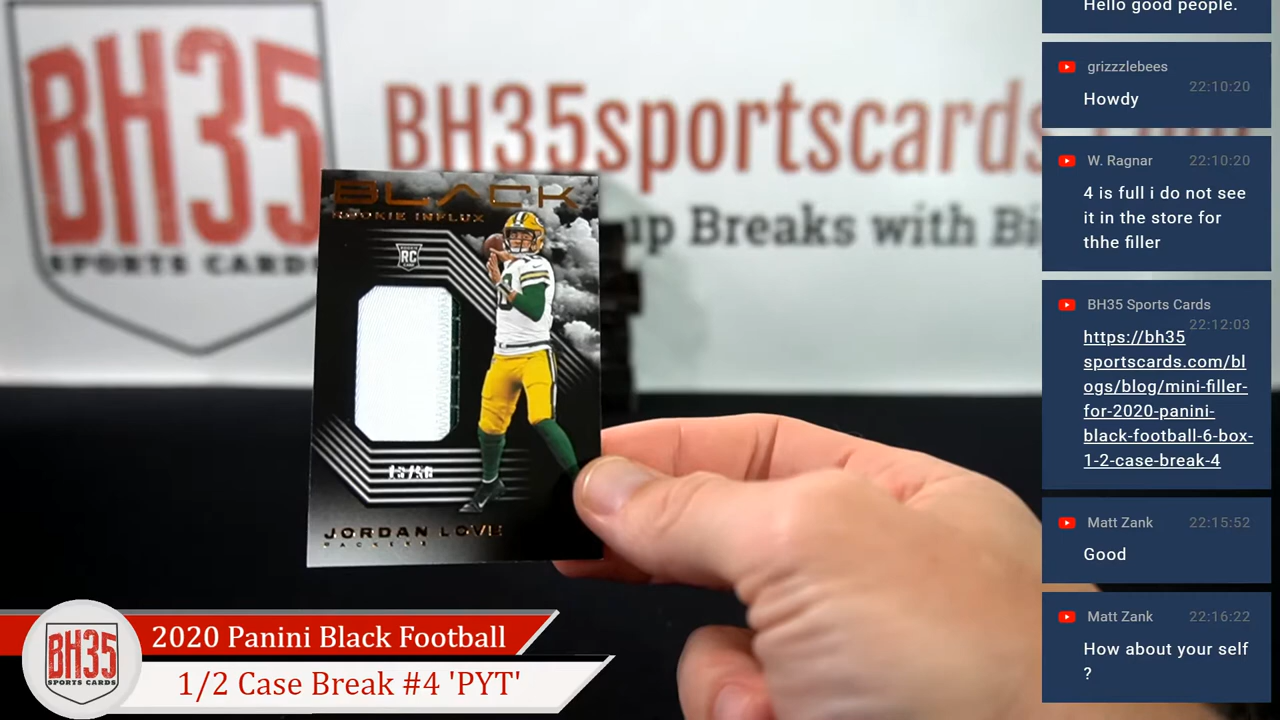 BH35
SPORTS CARDS
BH35sportscards
up Breaks with Bi
BLACK
ROOKIE INFLUX
RC
JORDAN LOVE
PACKERS
BH35
SPORTS CARDS
2020 Panini Black Football
1/2 Case Break #4 'PYT'
Hello good people.
grizzzlebees
22:10:20
Howdy
W. Ragnar 22:10:20
4 is full i do not see
it in the store for
thhe filler
BH35 Sports Cards
22:12:03
https://bh35
sportscards.com/bl
ogs/blog/mini-filler-
for-2020-panini-
black-football-6-box-
1-2-case-break-4
Matt Zank 22:15:52
Good
Matt Zank 22:16:22
How about your self
?